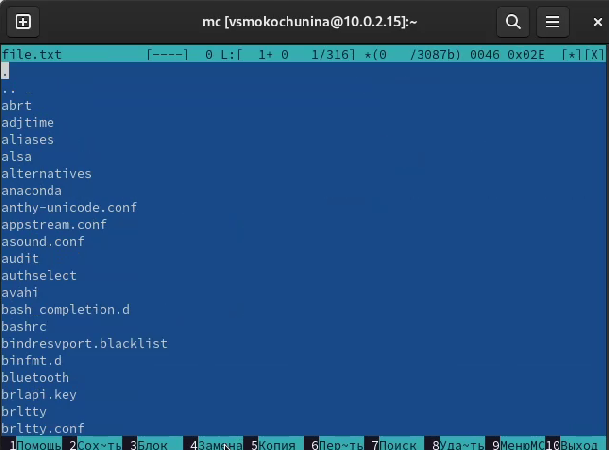 mc [vsmokochunina@10.0.2.15]:~
file.txt [----] 0 L:[ 1+ 0 1/316] *(0 /3087b) 0046 0x02E [*][X]
.
..
abrt
adjtime
aliases
alsa
alternatives
anaconda
anthy-unicode.conf
appstream.conf
asound.conf
audit
authselect
avahi
bash completion.d
bashrc
bindresvport.blacklist
binfmt.d
bluetooth
brlapi.key
brltty
brltty.conf
1Помощь 2Сох~ть 3Блок 4Замена 5Копия 6Пер~ть 7Поиск 8Уда~ть 9МенюMC 10Выход